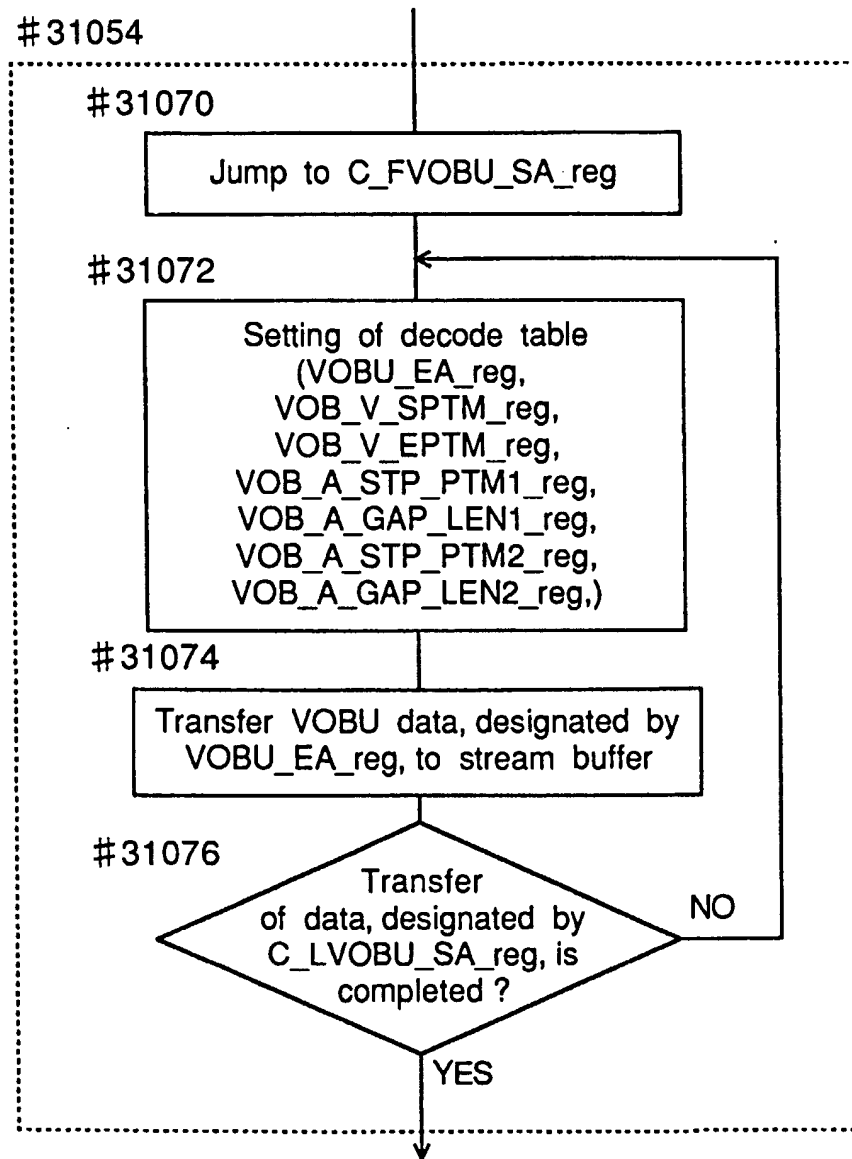 #31054
#31070
Jump to C_FVOBU_SA_reg
#31072
Setting of decode table
(VOBU_EA_reg,
VOB_V_SPTM_reg,
VOB_V_EPTM_reg,
VOB_A_STP_PTM1_reg,
VOB_A_GAP_LEN1_reg,
VOB_A_STP_PTM2_reg,
VOB_A_GAP_LEN2_reg,)
#31074
Transfer VOBU data, designated by
VOBU_EA_reg, to stream buffer
#31076
Transfer
of data, designated by
C_LVOBU_SA_reg, is
completed ?
NO
YES